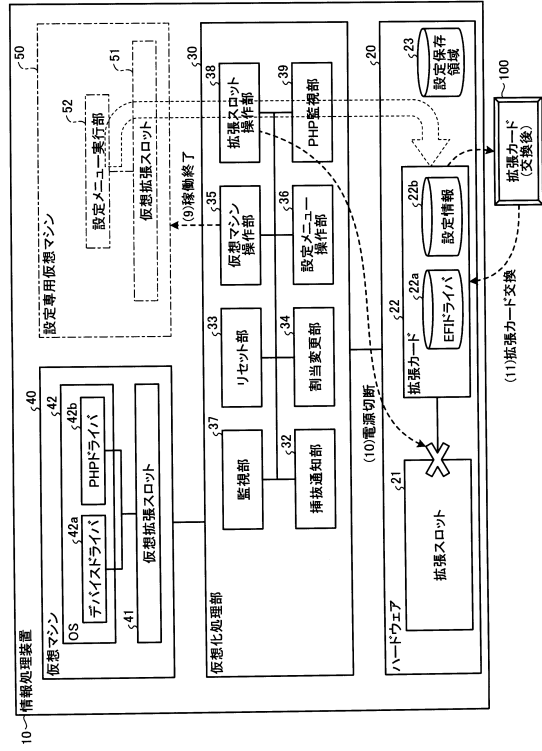 10
情報処理装置
40
仮想マシン
42
OS
42a
デバイスドライバ
42b
PHPドライバ
41
仮想拡張スロット
50
設定専用仮想マシン
52
設定メニュー実行部
51
仮想拡張スロット
(9)稼働終了
30
仮想化処理部
37
監視部
33
リセット部
35
仮想マシン
操作部
38
拡張スロット
操作部
32
挿抜通知部
34
割当変更部
36
設定メニュー
操作部
39
PHP監視部
(10)電源切断
20
ハードウェア
21
拡張スロット
22
拡張カード
22a
EFIドライバ
22b
設定情報
23
設定保存
領域
(11)拡張カード交換
100
拡張カード
(交換後)